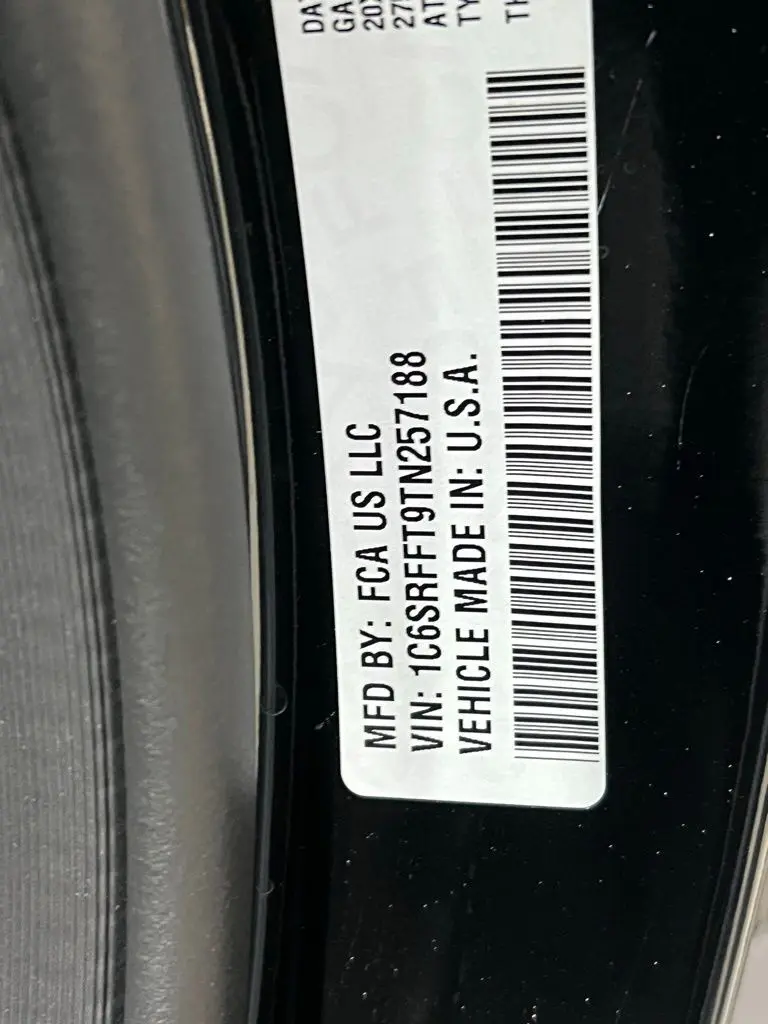 MFD BY: FCA US LLC
VIN: 1C6SRFFT9TN257188
VEHICLE MADE IN: U.S.A.